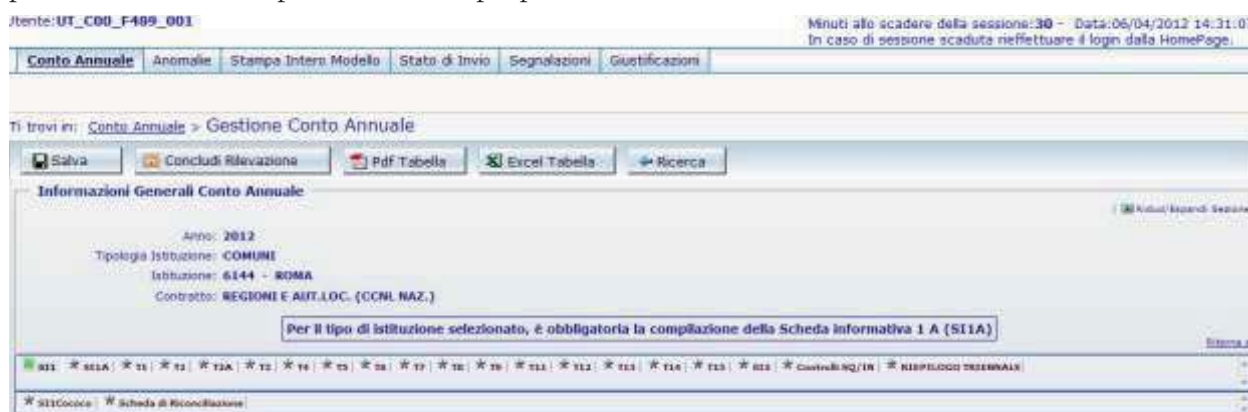 Utente:UT_C00_F489_001 Minuti allo scadere della sessione:30 - Data:06/04/2012 14:31:07
In caso di sessione scaduta rieffettuare il login dalla HomePage.
Conto Annuale Anomalie Stampa Intero Modello Stato di Invio Segnalazioni Giustificazioni
Ti trovi in: Conto Annuale > Gestione Conto Annuale
Salva Concludi Rilevazione Pdf Tabella Excel Tabella Ricerca
Informazioni Generali Conto Annuale
Riduci/Espandi Sezione
Anno: 2012
Tipologia Istituzione: COMUNI
Istituzione: 6144 - ROMA
Contratto: REGIONI E AUT.LOC. (CCNL NAZ.)
Per il tipo di istituzione selezionato, è obbligatoria la compilazione della Scheda informativa 1 A (SI1A)
SI1 SI1A T1 T2 T2A T3 T4 T5 T6 T7 T8 T9 T11 T12 T13 T14 T15 Controlli SQ/IN RIEPILOGO TRIENNALE
SI1Cococo Scheda di Riconciliazione